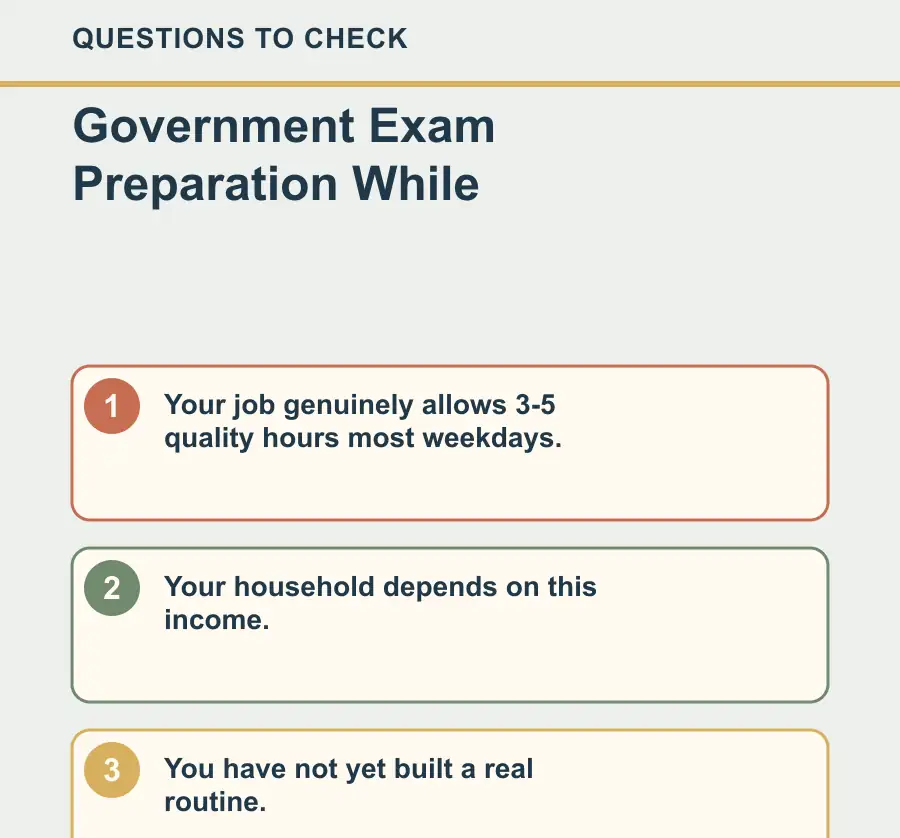 QUESTIONS TO CHECK
Government Exam
Preparation While
1
Your job genuinely allows 3-5
quality hours most weekdays.
2
Your household depends on this
income.
3
You have not yet built a real
routine.